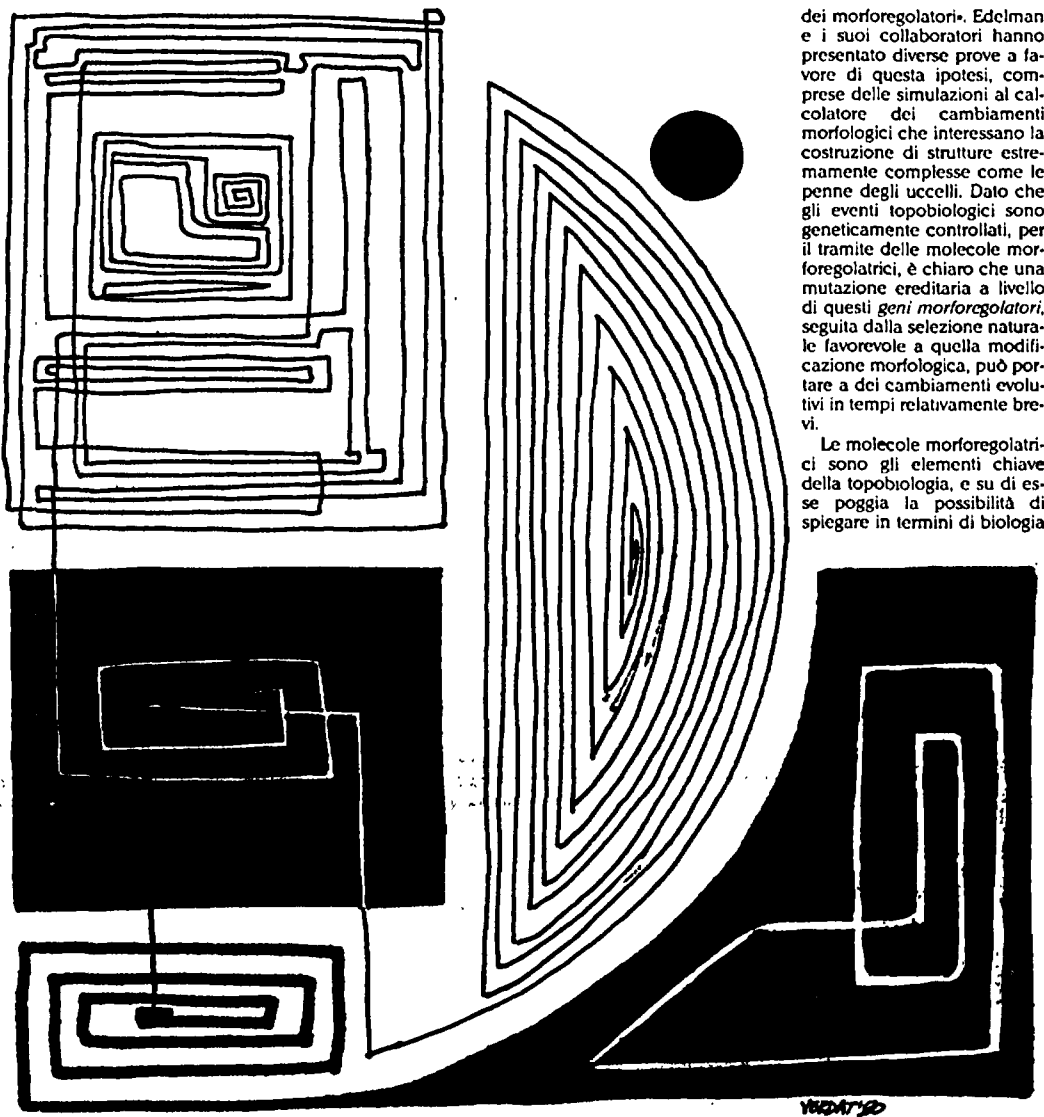 dei morforegolatori». Edelman
e i suoi collaboratori hanno
presentato diverse prove a fa-
vore di questa ipotesi, com-
prese delle simulazioni al cal-
colatore dei cambiamenti
morfologici che interessano la
costruzione di strutture estre-
mamente complesse come le
penne degli uccelli. Dato che
gli eventi topobiologici sono
geneticamente controllati, per
il tramite delle molecole mor-
foregolatrici, è chiaro che una
mutazione ereditaria a livello
di questi geni morforegolatori,
seguita dalla selezione natura-
le favorevole a quella modifi-
cazione morfologica, può por-
tare a dei cambiamenti evolu-
tivi in tempi relativamente bre-
vi.
Le molecole morforegolatri-
ci sono gli elementi chiave
della topobiologia, e su di es-
se poggia la possibilità di
spiegare in termini di biologia